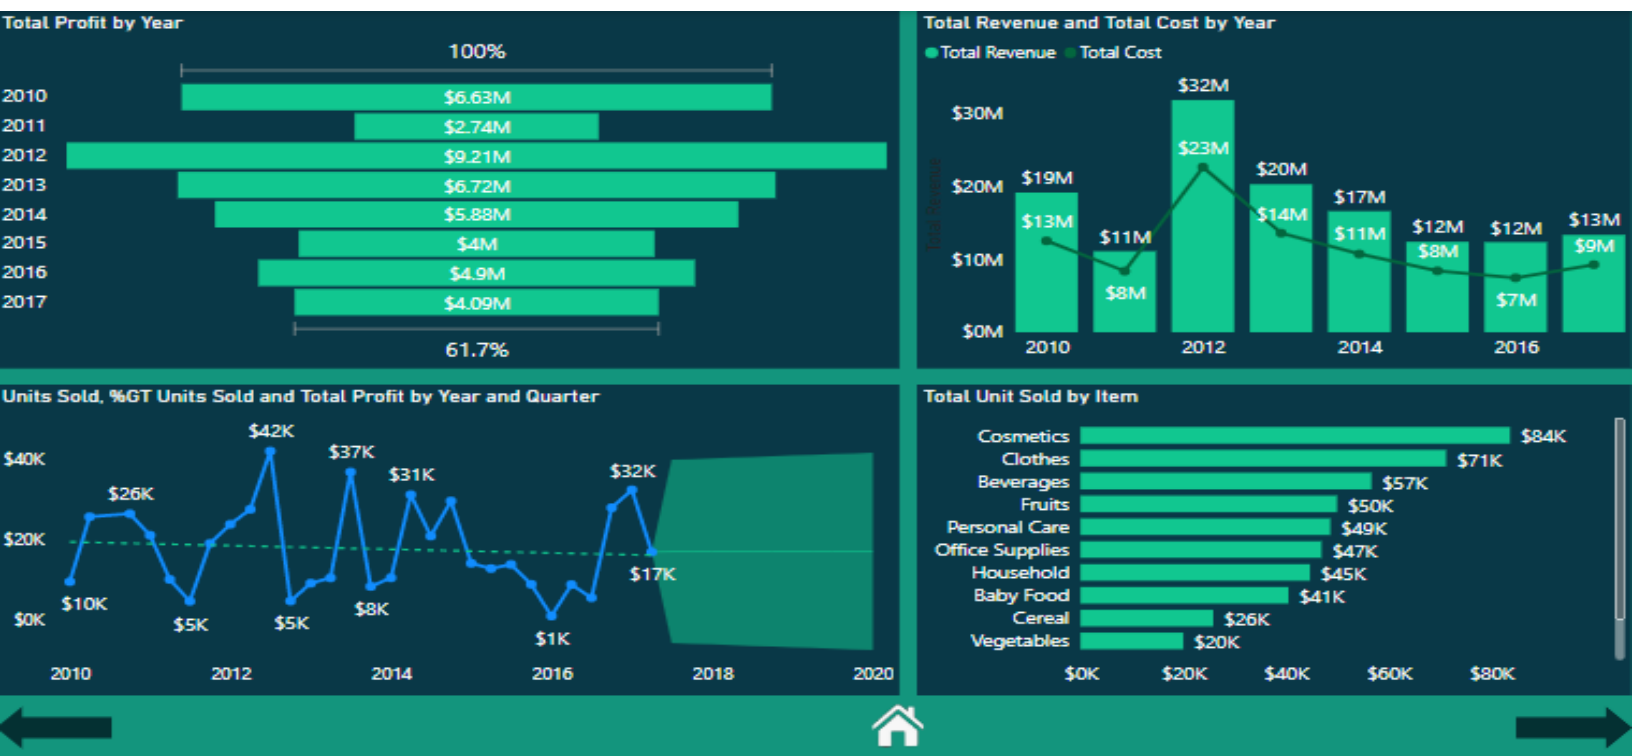 Total Profit by Year
100%
2010 $6.63M
2011 $2.74M
2012 $9.21M
2013 $6.72M
2014 $5.88M
2015 $4M
2016 $4.9M
2017 $4.09M
61.7%
Total Revenue and Total Cost by Year
Total Revenue Total Cost
Total Revenue
$30M
$20M
$10M
$0M
$19M
$11M
$32M
$20M
$17M
$12M
$12M
$13M
$13M
$8M
$23M
$14M
$11M
$8M
$7M
$9M
2010 2012 2014 2016
Units Sold, %GT Units Sold and Total Profit by Year and Quarter
$40K
$20K
$0K
$10K
$26K
$5K
$42K
$5K
$37K
$8K
$31K
$1K
$32K
$17K
2010 2012 2014 2016 2018 2020
Total Unit Sold by Item
Cosmetics $84K
Clothes $71K
Beverages $57K
Fruits $50K
Personal Care $49K
Office Supplies $47K
Household $45K
Baby Food $41K
Cereal $26K
Vegetables $20K
$0K $20K $40K $60K $80K